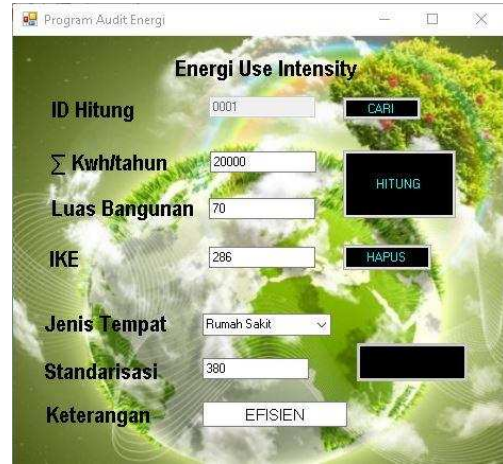 Program Audit Energi
Energi Use Intensity
ID Hitung 0001 CARI
∑ Kwh/tahun 20000
HITUNG
Luas Bangunan 70
IKE 286 HAPUS
Jenis Tempat Rumah Sakit
Standarisasi 380
Keterangan EFISIEN